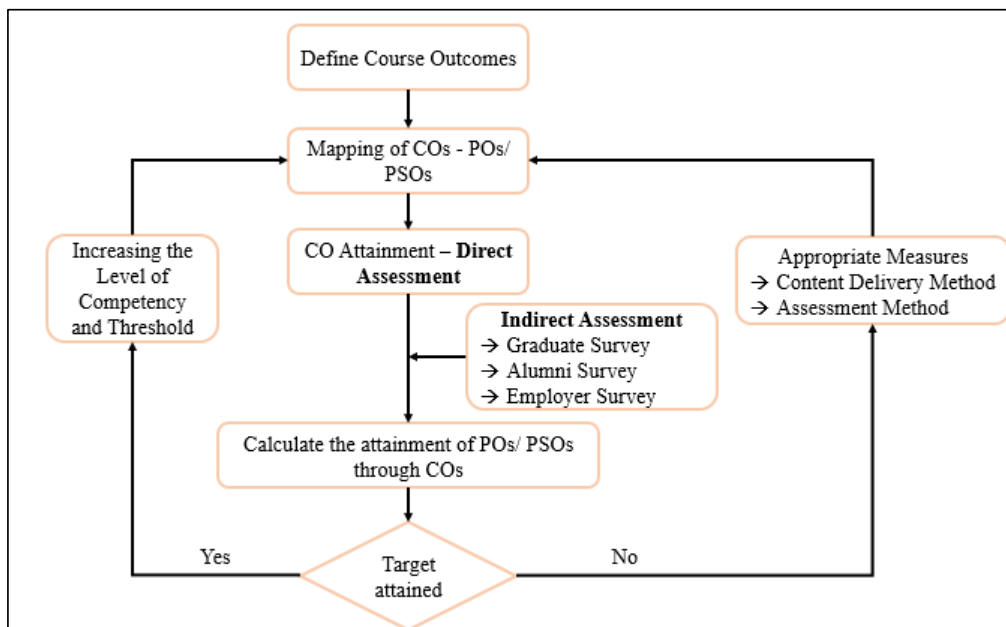 Define Course Outcomes
Mapping of COs - POs/
PSOs
CO Attainment – Direct
Assessment
Increasing the
Level of
Competency
and Threshold
Appropriate Measures
→ Content Delivery Method
→ Assessment Method
Indirect Assessment
→ Graduate Survey
→ Alumni Survey
→ Employer Survey
Calculate the attainment of POs/ PSOs
through COs
Yes
Target
attained
No